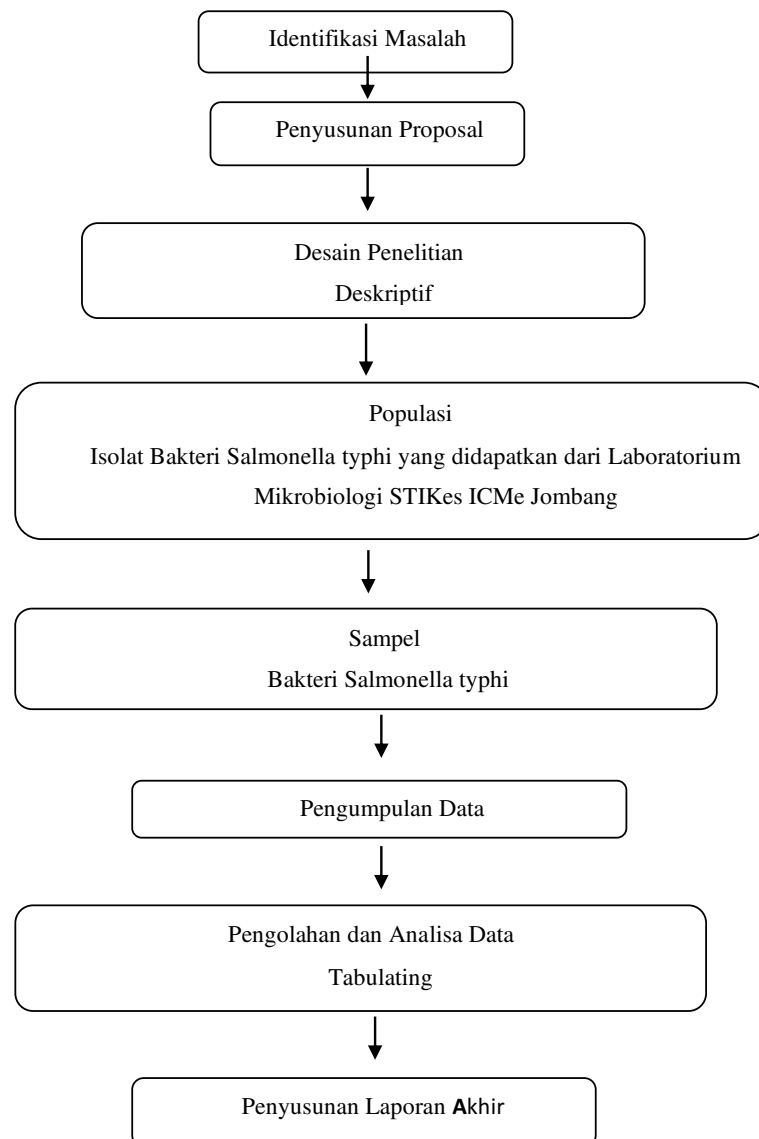 Identifikasi Masalah
Penyusunan Proposal
Desain Penelitian
Deskriptif
Populasi
Isolat Bakteri Salmonella typhi yang didapatkan dari Laboratorium
Mikrobiologi STIKes ICMe Jombang
Sampel
Bakteri Salmonella typhi
Pengumpulan Data
Pengolahan dan Analisa Data
Tabulating
Penyusunan Laporan Akhir